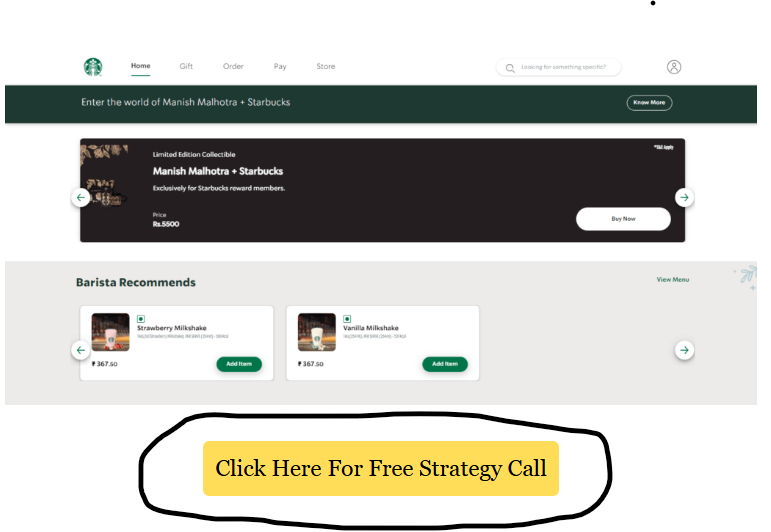 Home Gift Order Pay Store Looking for something specific?
Enter the world of Manish Malhotra + Starbucks Know More
Limited Edition Collectible *T&C Apply
Manish Malhotra + Starbucks
Exclusively for Starbucks reward members.
Price
Rs.5500
Buy Now
Barista Recommends View Menu
Strawberry Milkshake
₹ 367.50 Add Item
Vanilla Milkshake
₹ 367.50 Add Item
Click Here For Free Strategy Call